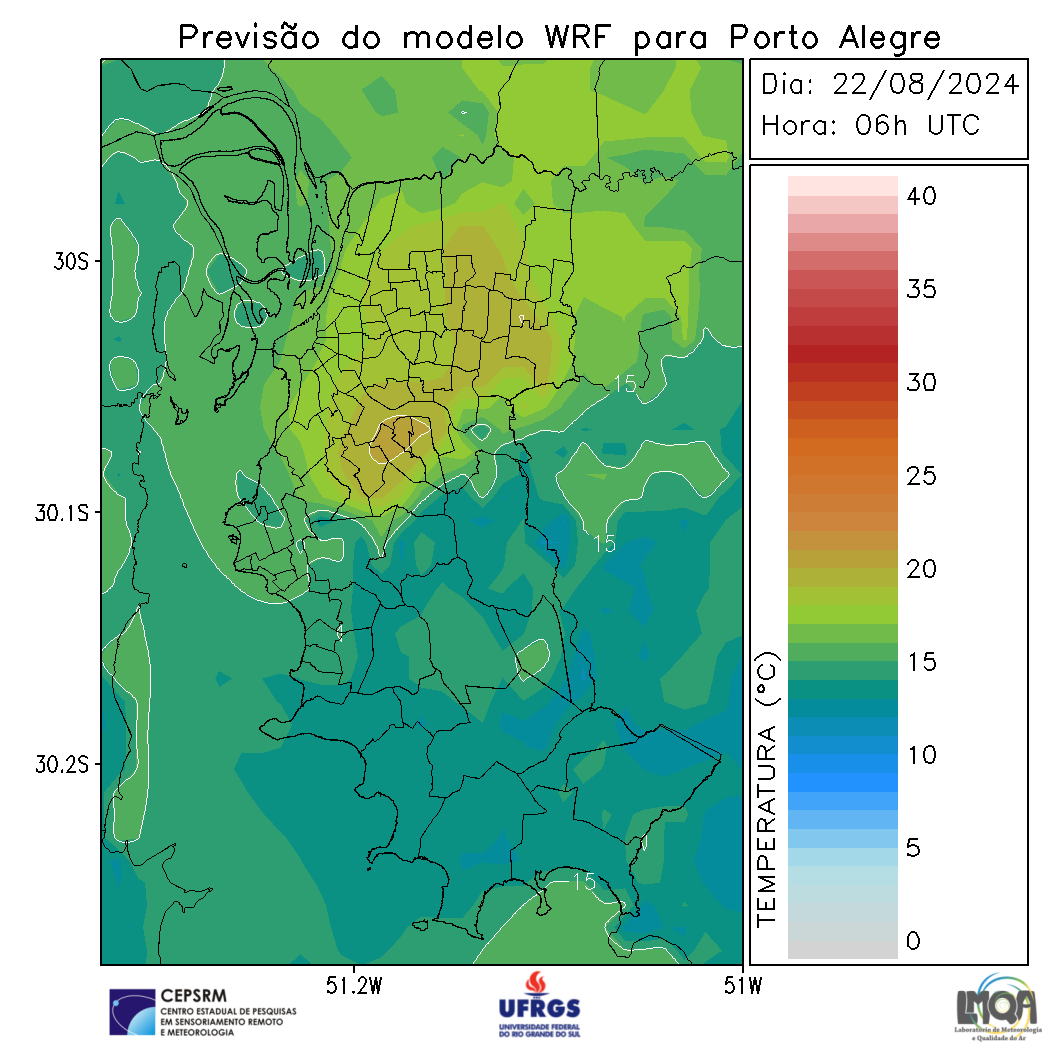 Previsão do modelo WRF para Porto Alegre
Dia: 22/08/2024
Hora: 06h UTC
30S
30.1S
30.2S
51.2W
51W
15
15
15
TEMPERATURA (°C)
40
35
30
25
20
15
10
5
0
CEPSRM
CENTRO ESTADUAL DE PESQUISAS
EM SENSORIAMENTO REMOTO
E METEOROLOGIA
UFRGS
UNIVERSIDADE FEDERAL
DO RIO GRANDE DO SUL
LMQA
Laboratório de Meteorologia
e Qualidade do Ar